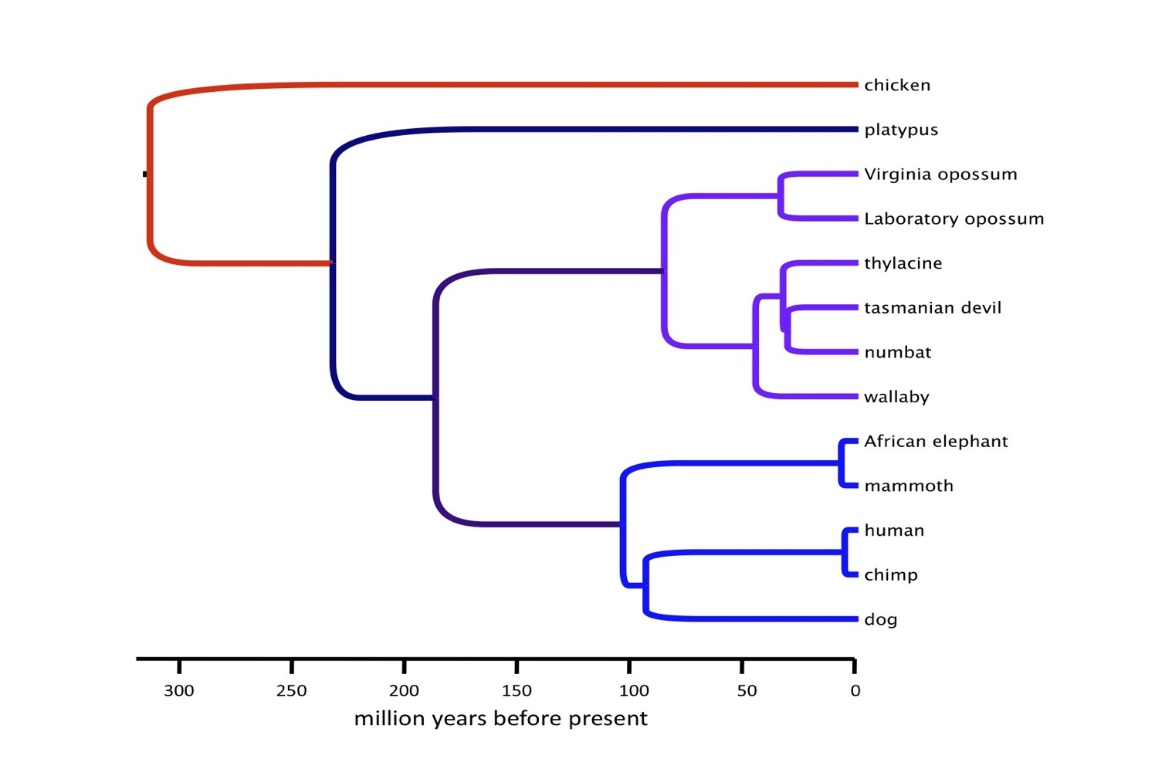 chicken
platypus
Virginia opossum
Laboratory opossum
thylacine
tasmanian devil
numbat
wallaby
African elephant
mammoth
human
chimp
dog
300 250 200 150 100 50 0
million years before present